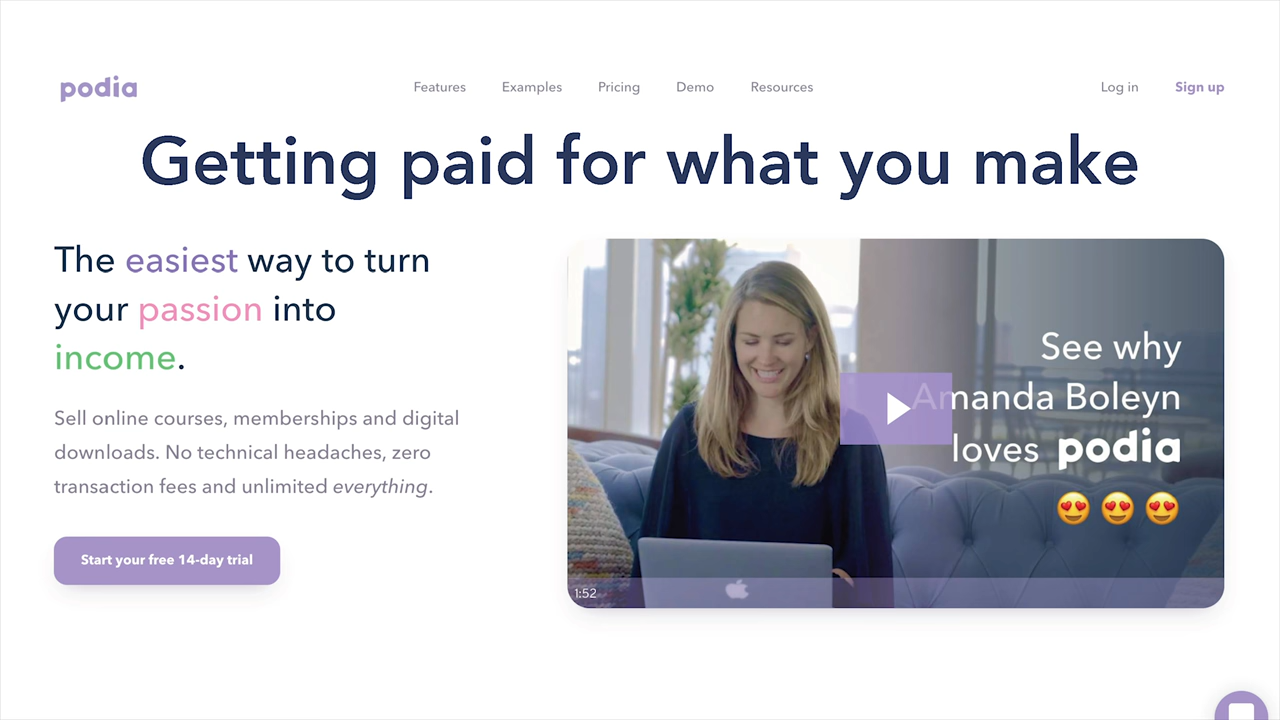 podia
Features Examples Pricing Demo Resources
Log in Sign up
Getting paid for what you make
The easiest way to turn
your passion into
income.
Sell online courses, memberships and digital
downloads. No technical headaches, zero
transaction fees and unlimited everything.
Start your free 14-day trial
See why
Amanda Boleyn
loves podia
1:52